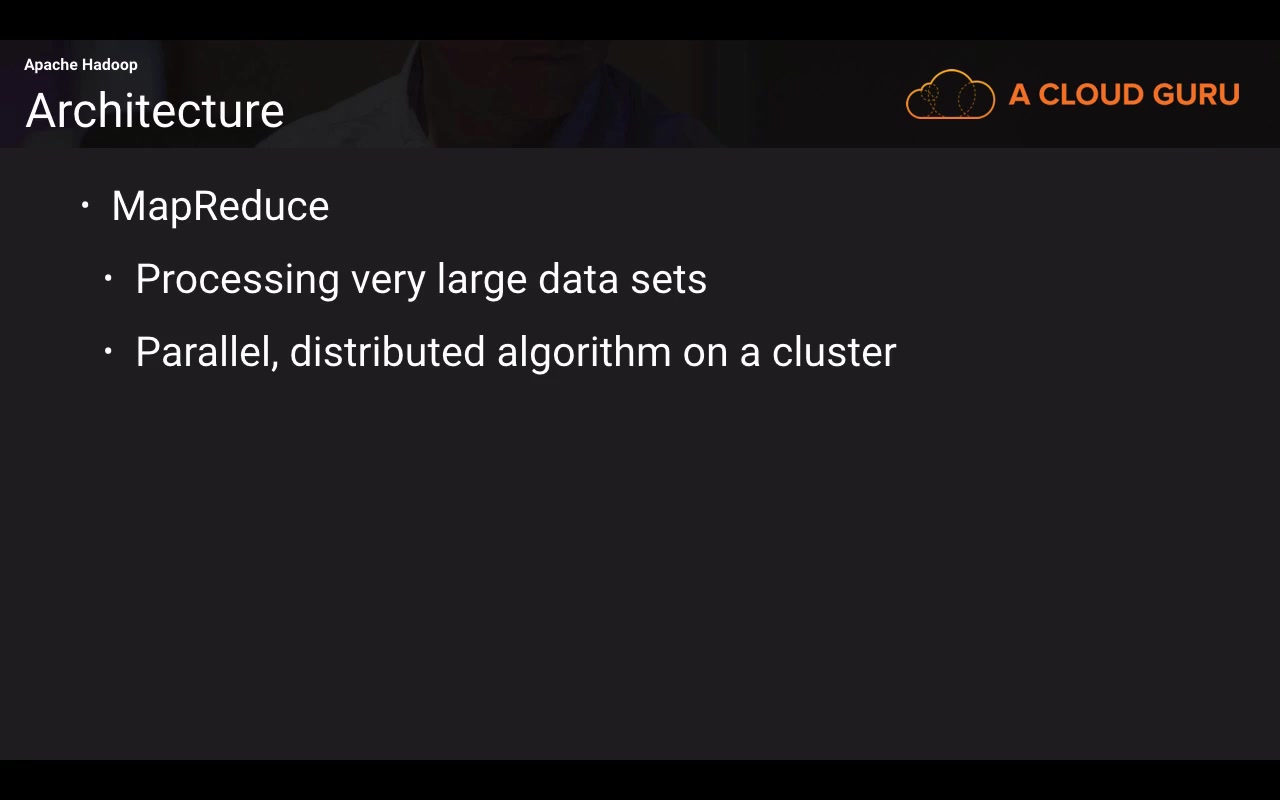 Apache Hadoop
Architecture
A CLOUD GURU
• MapReduce
• Processing very large data sets
• Parallel, distributed algorithm on a cluster